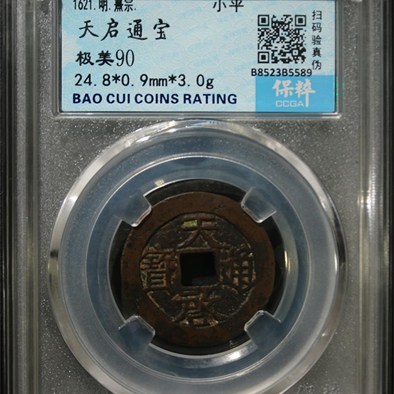 1621.明.熹宗. 小平
天启通宝
极美90
24.8*0.9mm*3.0g
BAO CUI COINS RATING
扫码验真伪
B8523B5589
保粹
CCGA
天啓通寶